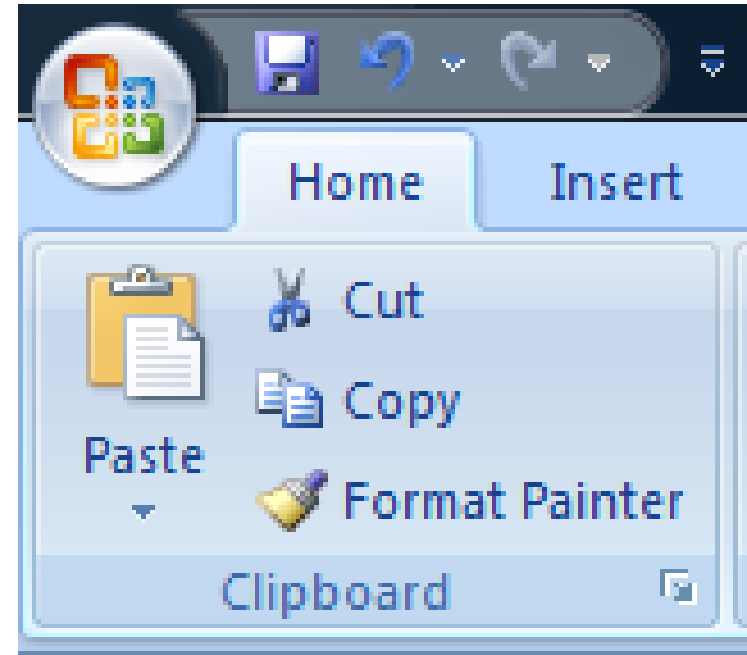 Home Insert
Cut
Copy
Paste
Format Painter
Clipboard